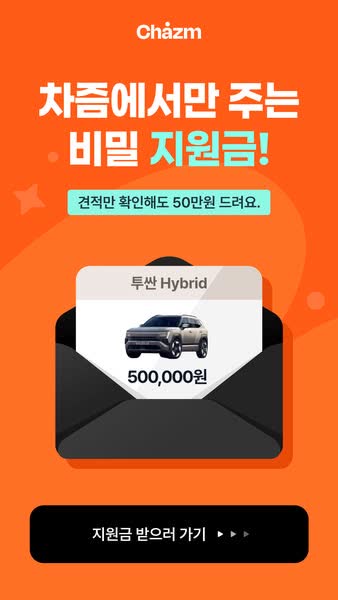 Chazm
차즘에서만 주는
비밀 지원금!
견적만 확인해도 50만원 드려요.
투싼 Hybrid
500,000원
지원금 받으러 가기